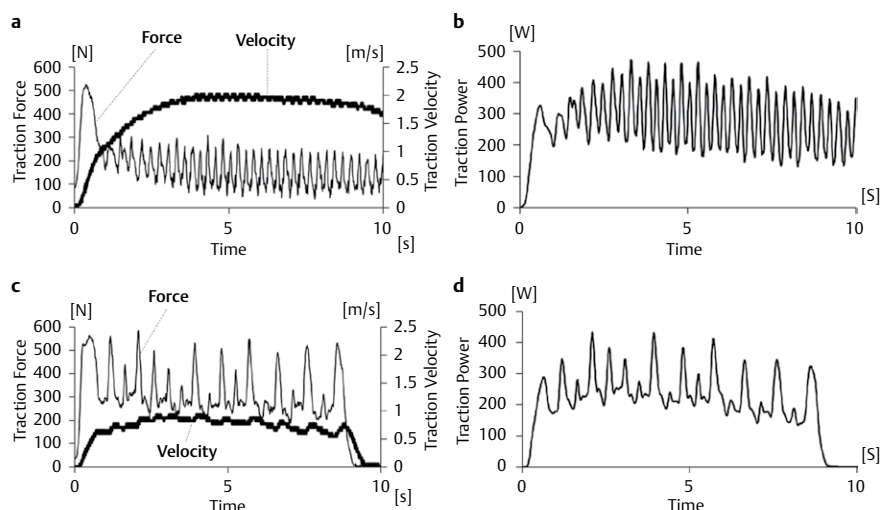 a
[N]
Force
Velocity
[m/s]
600
500
400
300
200
100
0
Traction Force
2.5
2
1.5
1
0.5
0
Traction Velocity
0
5
10
[s]
Time
b
[W]
500
400
300
200
100
0
Traction Power
[S]
0
5
10
Time
c
[N]
Force
[m/s]
600
500
400
300
200
100
0
Traction Force
2.5
2
1.5
1
0.5
0
Traction Velocity
Velocity
0
5
10
[s]
Time
d
[W]
500
400
300
200
100
0
Traction Power
[S]
0
5
10
Time